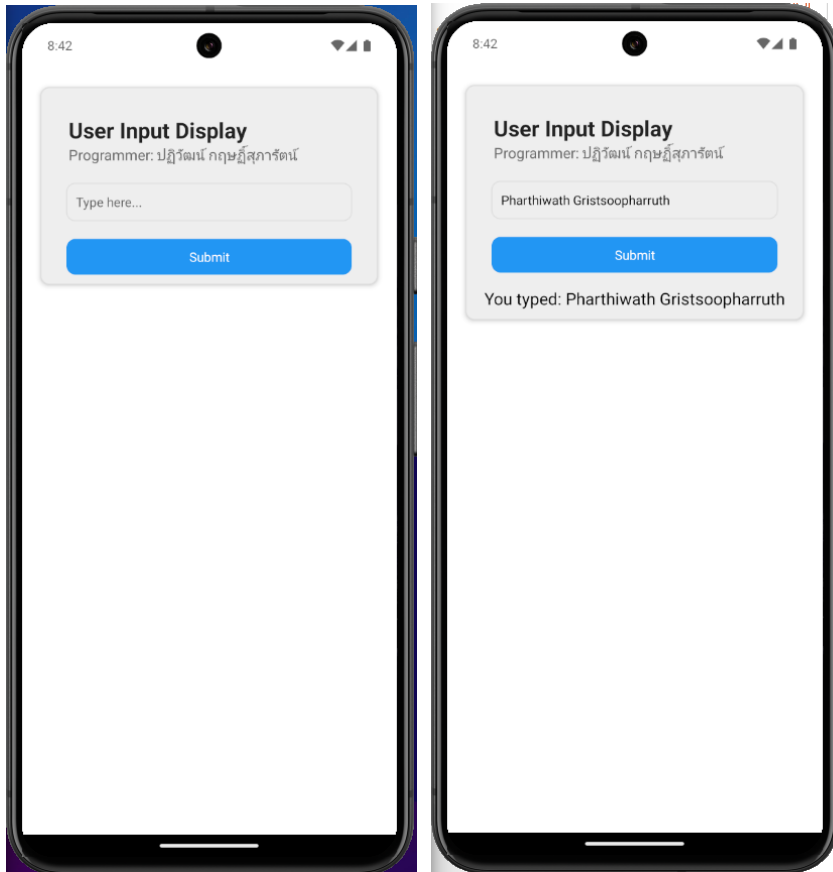 8:42
User Input Display
Programmer: ปฏิวัฒน์ กฤษฏิ์สุภารัตน์
Type here...
Submit
8:42
User Input Display
Programmer: ปฏิวัฒน์ กฤษฏิ์สุภารัตน์
Pharthiwath Gristsoopharruth
Submit
You typed: Pharthiwath Gristsoopharruth